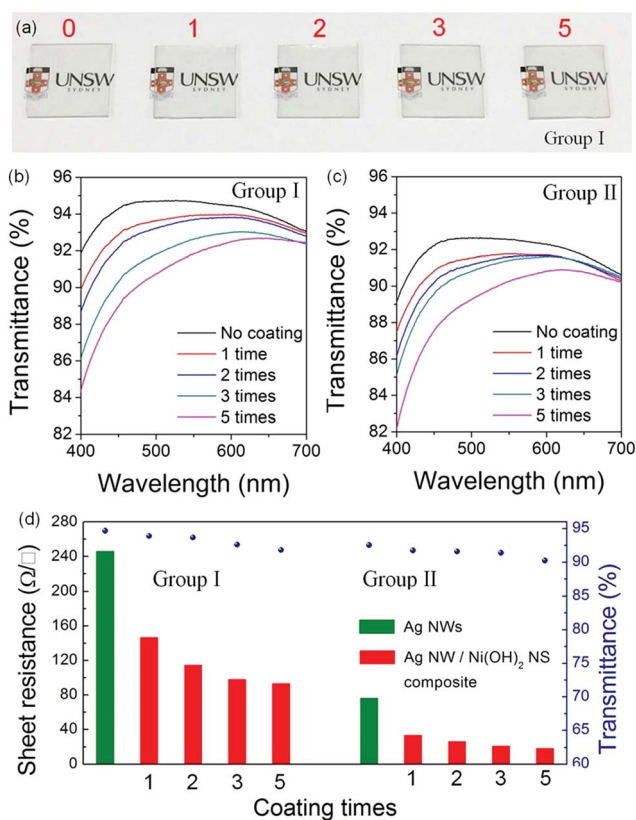 (a)
0 1 2 3 5
UNSW UNSW UNSW UNSW UNSW
SYDNEY SYDNEY SYDNEY SYDNEY SYDNEY
Group I
(b)
96
94
92
90
88
86
84
82
Transmittance (%)
Group I
No coating
1 time
2 times
3 times
5 times
400 500 600 700
Wavelength (nm)
(c)
96
94
92
90
88
86
84
82
Transmittance (%)
Group II
No coating
1 time
2 times
3 times
5 times
400 500 600 700
Wavelength (nm)
(d)
280
240
200
160
120
80
40
0
Sheet resistance (Ω/□)
Group I
Group II
Ag NWs
Ag NW / Ni(OH)₂ NS
composite
95
90
85
80
75
70
65
60
Transmittance (%)
1 2 3 5 1 2 3 5
Coating times